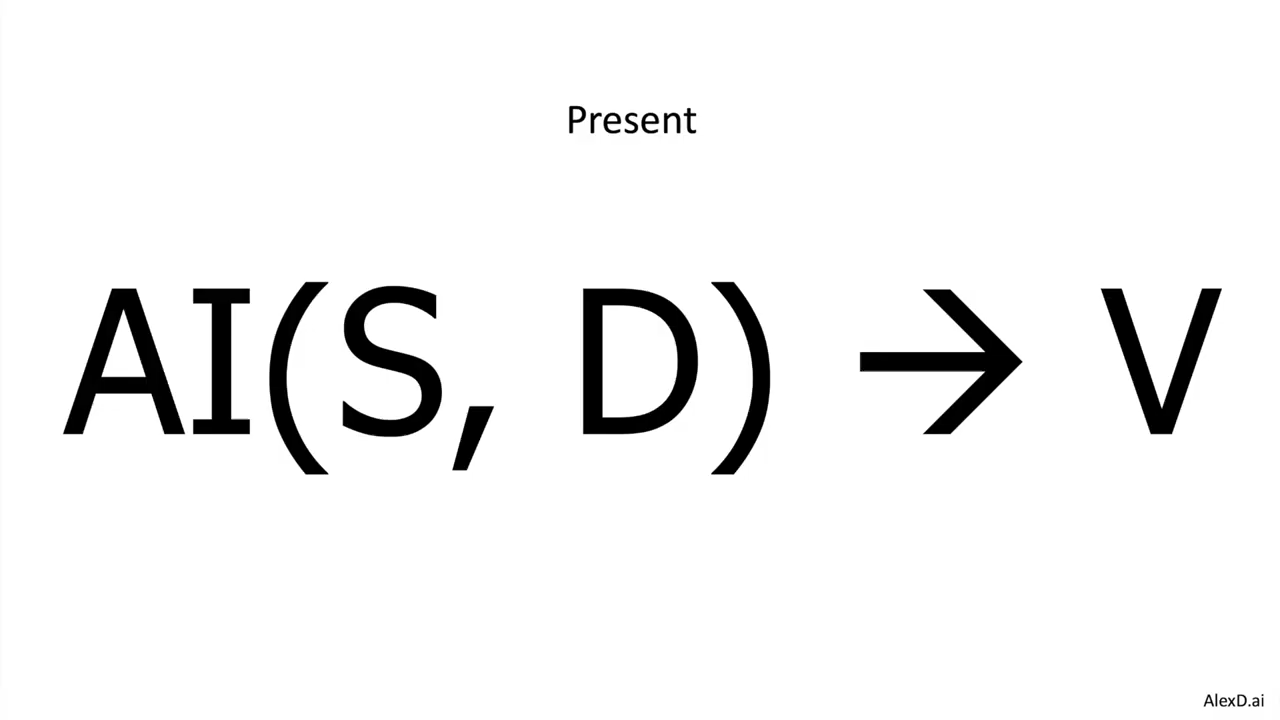 Present
AI(S, D) → V
AlexD.ai